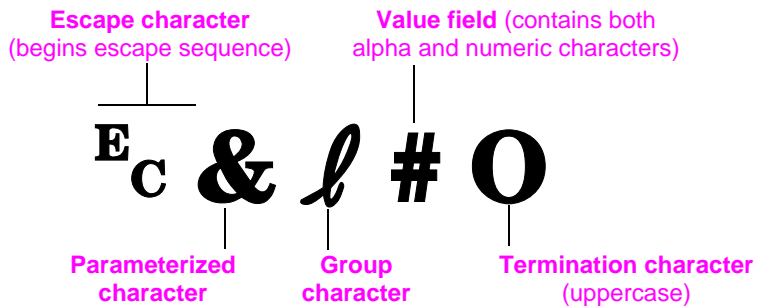 Escape character
(begins escape sequence)
Value field (contains both
alpha and numeric characters)
EC & ℓ # O
Parameterized
character
Group
character
Termination character
(uppercase)